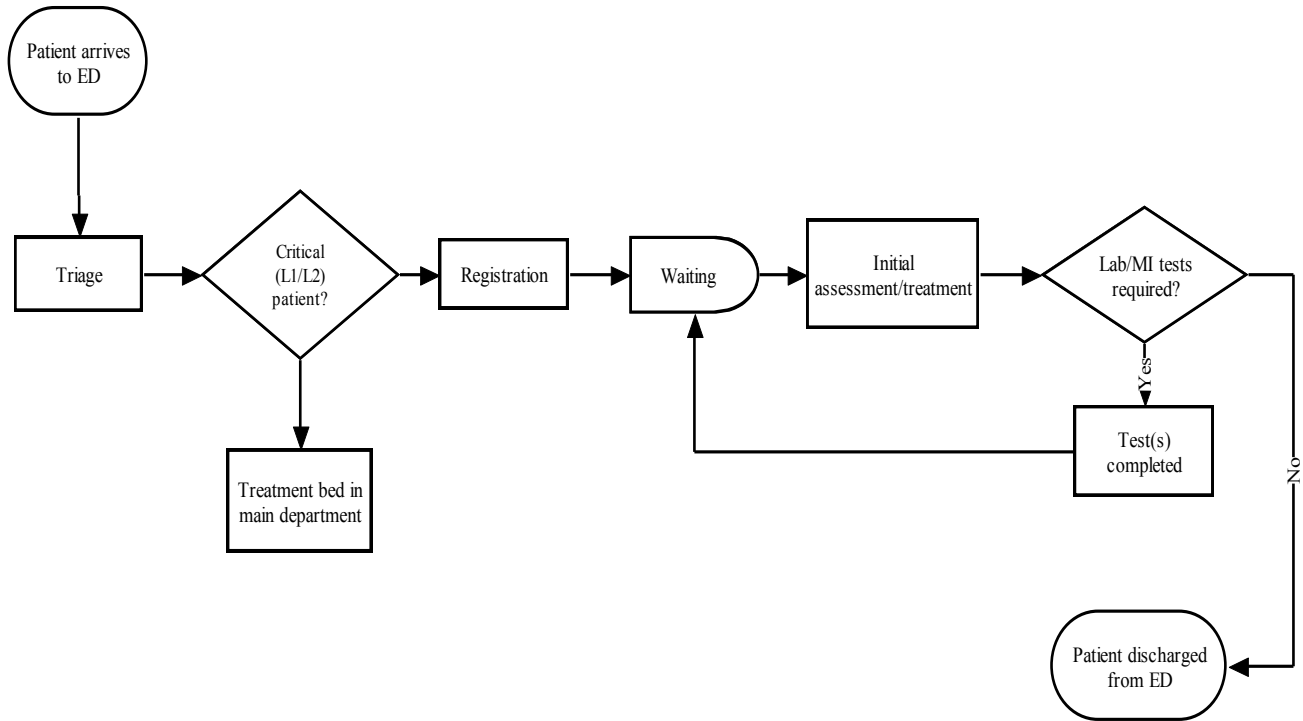 Patient arrives
to ED
Triage
Critical
(L1/L2)
patient?
Registration
Waiting
Initial
assessment/treatment
Lab/MI tests
required?
Yes
Test(s)
completed
Treatment bed in
main department
No
Patient discharged
from ED